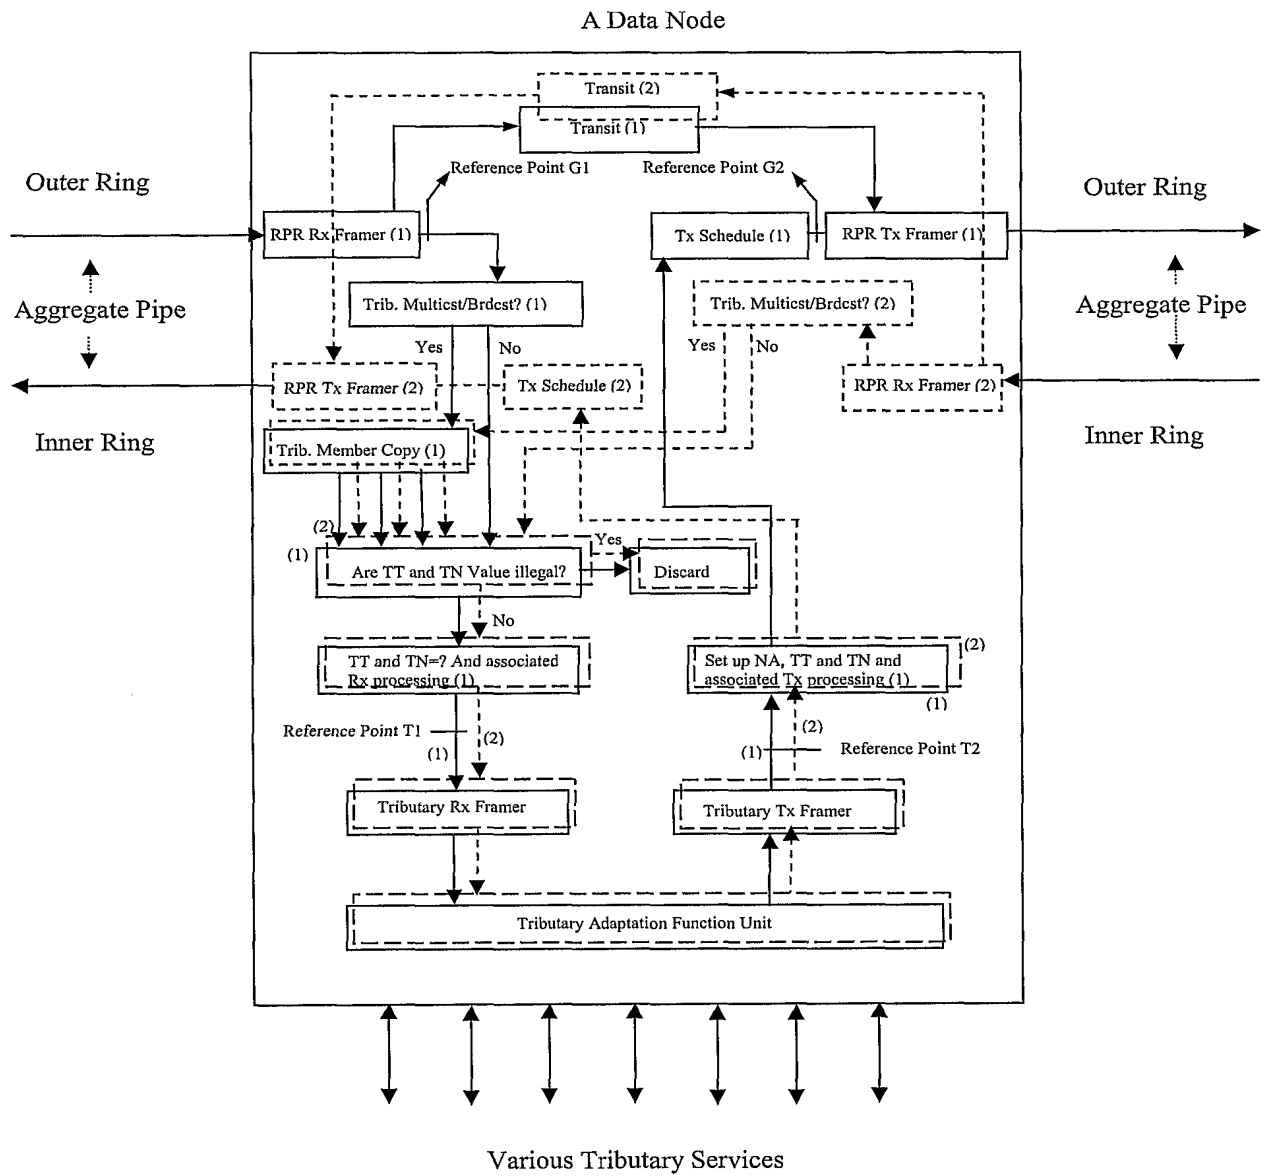 A Data Node
Transit (2)
Transit (1)
Reference Point G1
Reference Point G2
Outer Ring
Outer Ring
RPR Rx Framer (1)
Tx Schedule (1)
RPR Tx Framer (1)
Aggregate Pipe
Trib. Multicst/Brdcst? (1)
Trib. Multicst/Brdcst? (2)
Aggregate Pipe
Yes
No
Yes
No
RPR Tx Framer (2)
Tx Schedule (2)
RPR Rx Framer (2)
Inner Ring
Inner Ring
Trib. Member Copy (1)
(2)
(1)
Yes
Are TT and TN Value illegal?
Discard
No
TT and TN=? And associated
Rx processing (1)
Set up NA, TT and TN and
associated Tx processing (1)
(2)
(1)
Reference Point T1
(1)
(2)
(2)
(1)
Reference Point T2
Tributary Rx Framer
Tributary Tx Framer
Tributary Adaptation Function Unit
Various Tributary Services